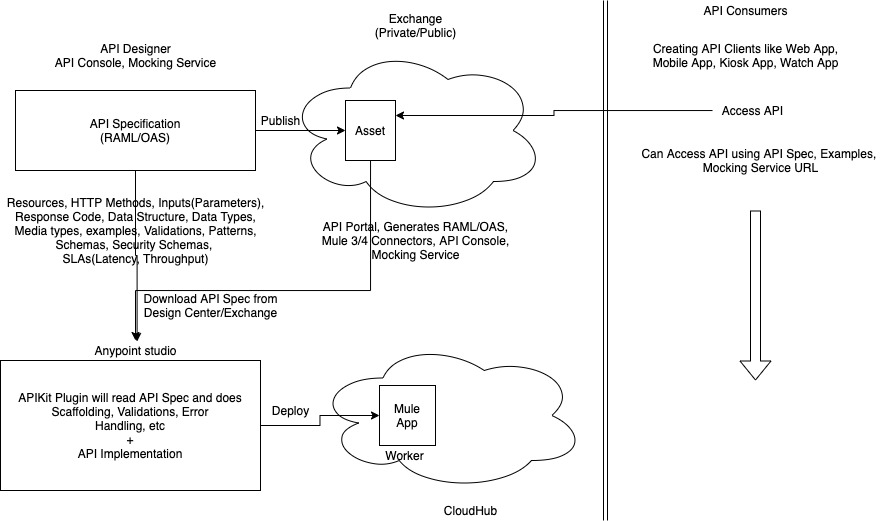 Exchange
(Private/Public)
API Consumers
API Designer
API Console, Mocking Service
Creating API Clients like Web App,
Mobile App, Kiosk App, Watch App
API Specification
(RAML/OAS)
Publish
Asset
Access API
Can Access API using API Spec, Examples,
Mocking Service URL
Resources, HTTP Methods, Inputs(Parameters),
Response Code, Data Structure, Data Types,
Media types, examples, Validations, Patterns,
Schemas, Security Schemas,
SLAs(Latency, Throughput)
API Portal, Generates RAML/OAS,
Mule 3/4 Connectors, API Console,
Mocking Service
Download API Spec from
Design Center/Exchange
Anypoint studio
APIKit Plugin will read API Spec and does
Scaffolding, Validations, Error
Handling, etc
+
API Implementation
Deploy
Mule
App
Worker
CloudHub